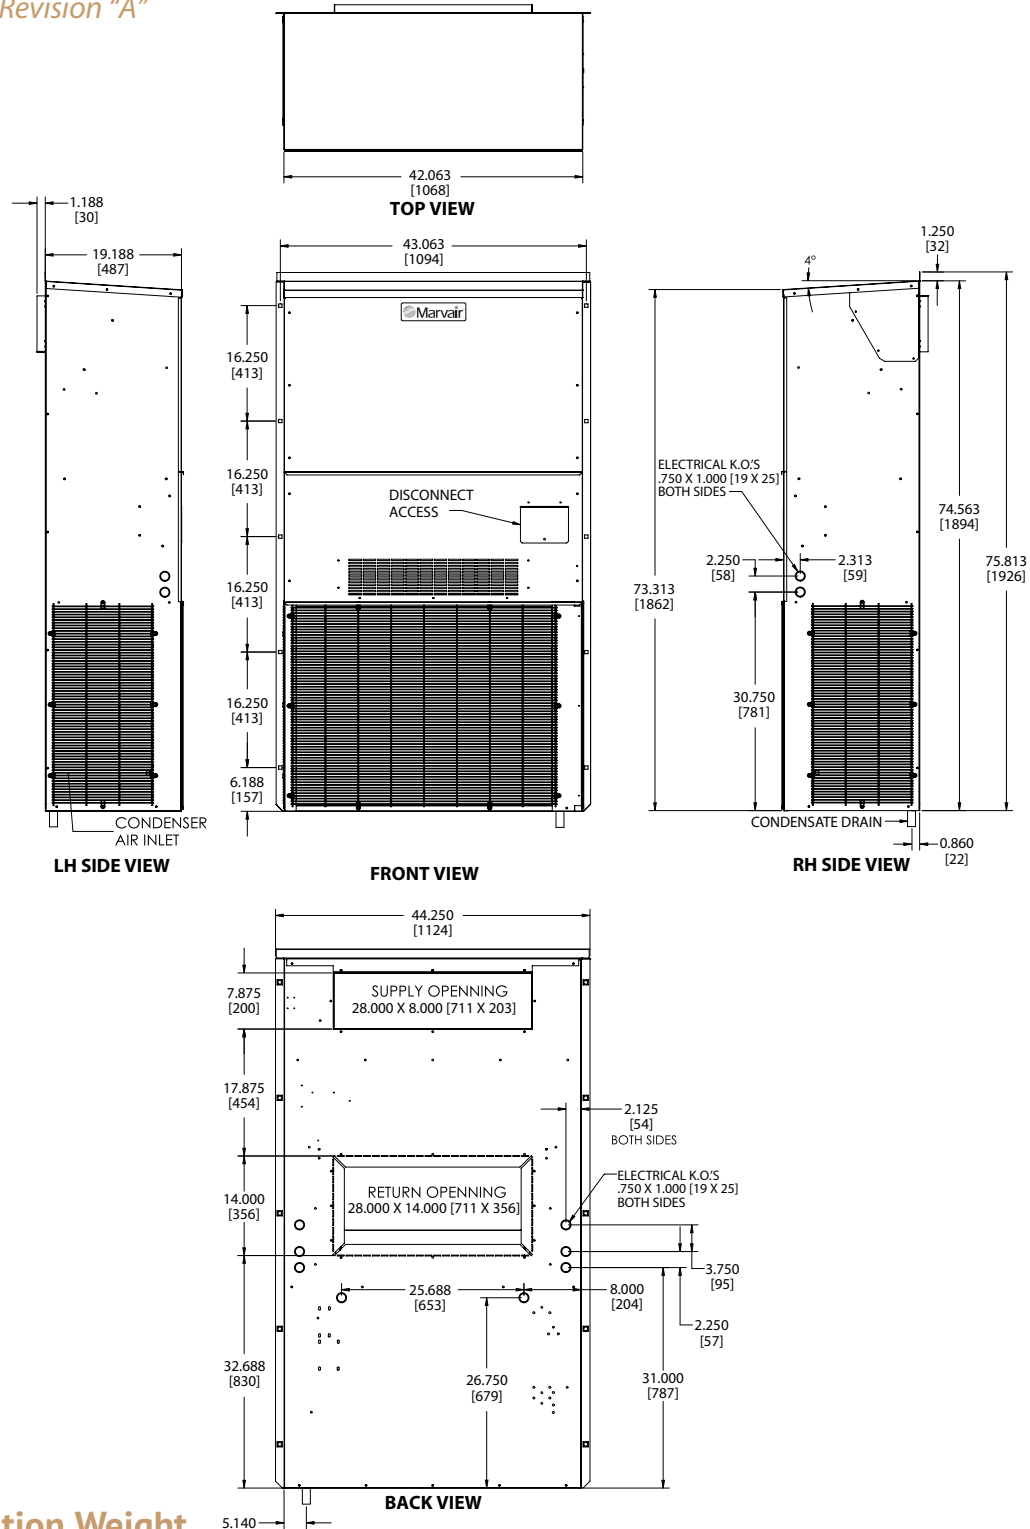 Revision “A”
42.063
[1068]
TOP VIEW
1.188
[30]
19.188
[487]
43.063
[1094]
Marvair
16.250
[413]
16.250
[413]
16.250
[413]
16.250
[413]
6.188
[157]
DISCONNECT
ACCESS
CONDENSER
AIR INLET
LH SIDE VIEW
FRONT VIEW
4°
1.250
[32]
ELECTRICAL K.O.'S
.750 X 1.000 [19 X 25]
BOTH SIDES
2.250
[58]
2.313
[59]
73.313
[1862]
74.563
[1894]
75.813
[1926]
30.750
[781]
CONDENSATE DRAIN
0.860
[22]
RH SIDE VIEW
44.250
[1124]
7.875
[200]
SUPPLY OPENNING
28.000 X 8.000 [711 X 203]
17.875
[454]
2.125
[54]
BOTH SIDES
ELECTRICAL K.O.'S
.750 X 1.000 [19 X 25]
BOTH SIDES
14.000
[356]
RETURN OPENNING
28.000 X 14.000 [711 X 356]
3.750
[95]
25.688
[653]
8.000
[204]
2.250
[57]
32.688
[830]
26.750
[679]
31.000
[787]
BACK VIEW
tion Weight
5.140